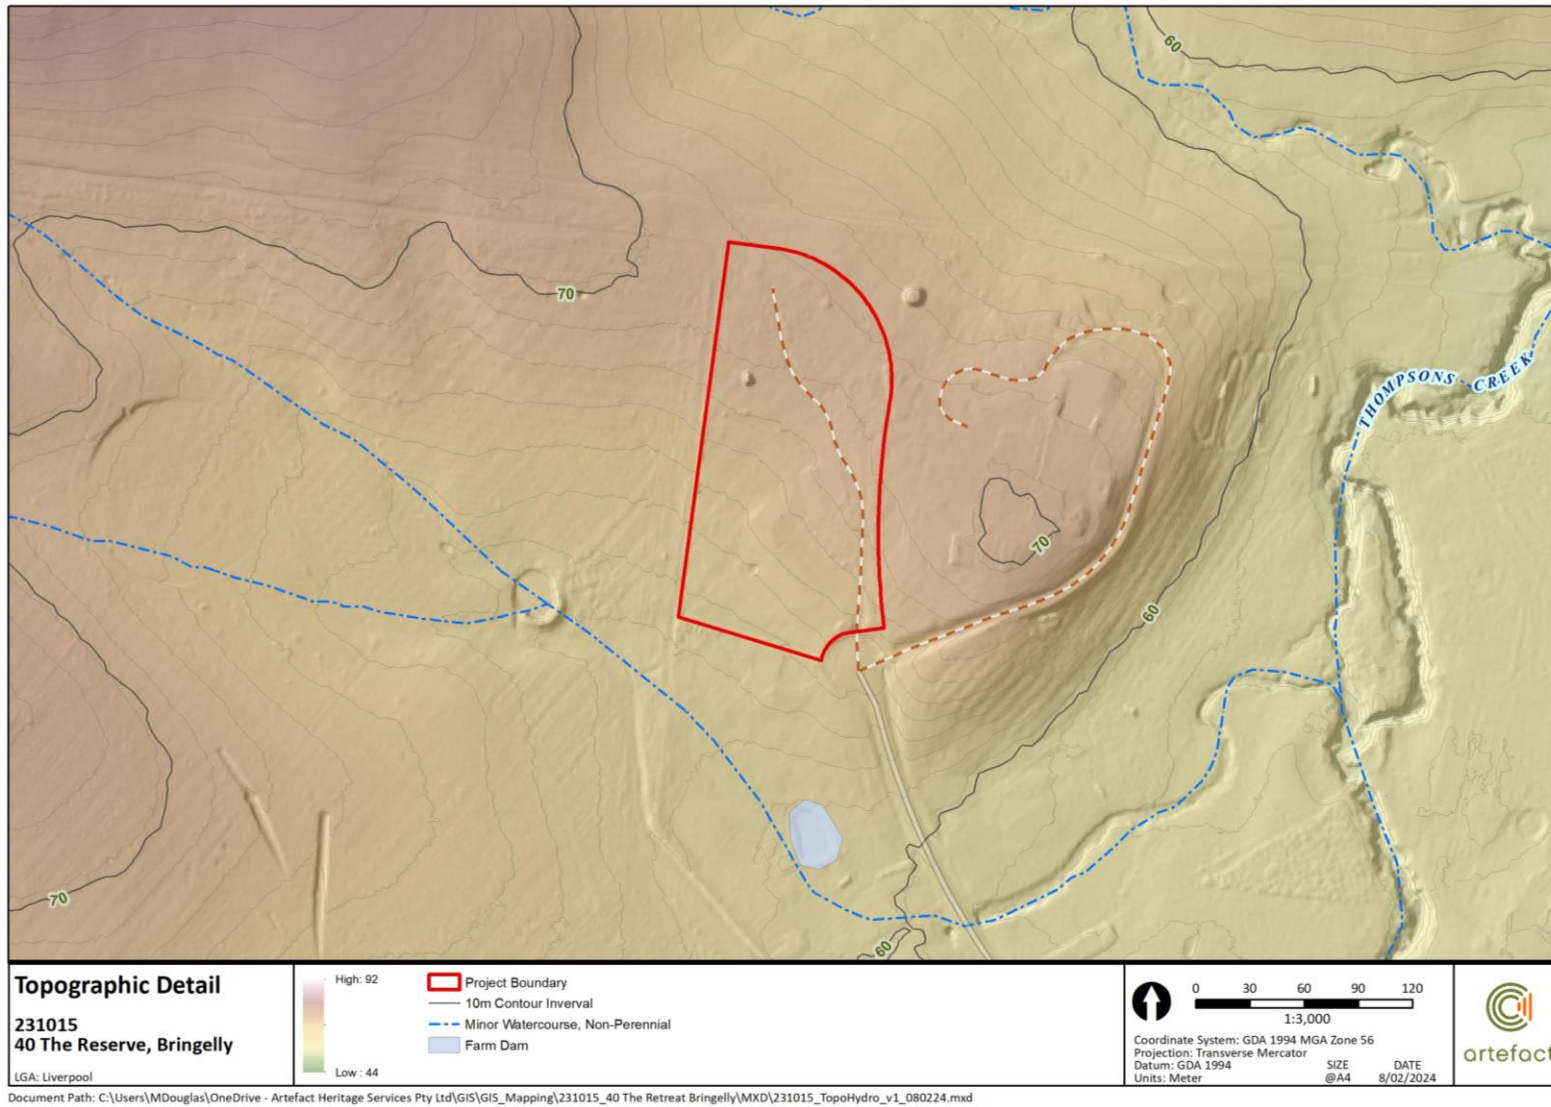 60
70
THOMPSONS CREEK
70
60
70
60
Topographic Detail
231015
40 The Reserve, Bringelly
LGA: Liverpool
High: 92
Low : 44
Project Boundary
10m Contour Inverval
Minor Watercourse, Non-Perennial
Farm Dam
0 30 60 90 120
1:3,000
Coordinate System: GDA 1994 MGA Zone 56
Projection: Transverse Mercator
Datum: GDA 1994
Units: Meter
SIZE
@A4
DATE
8/02/2024
artefact
Document Path: C:\Users\MDouglas\OneDrive - Artefact Heritage Services Pty Ltd\GIS\GIS_Mapping\231015_40 The Retreat Bringelly\MXD\231015_TopoHydro_v1_080224.mxd